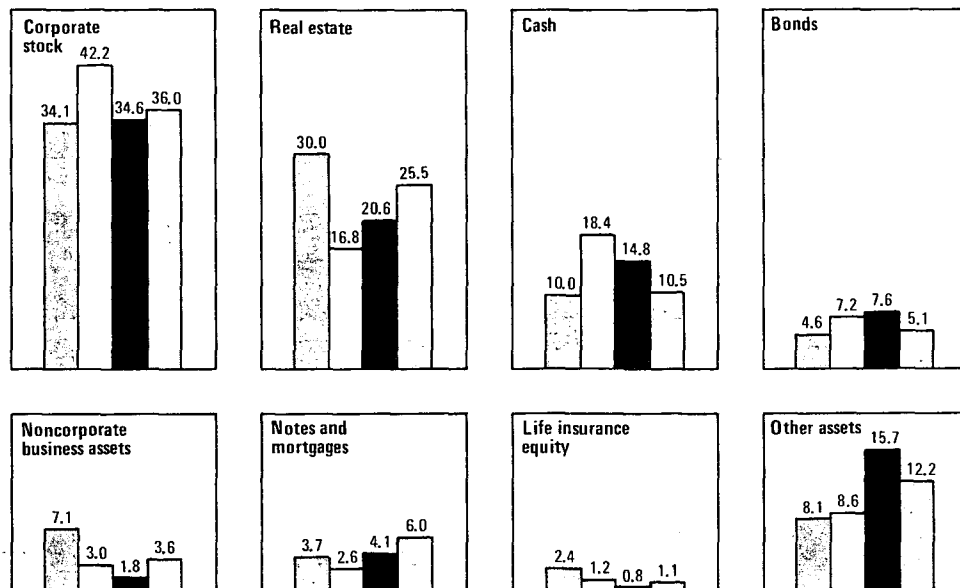 Corporate
stock
42.2
34.1
34.6
36.0
Real estate
30.0
16.8
20.6
25.5
Cash
18.4
10.0
14.8
10.5
Bonds
4.6
7.2
7.6
5.1
Noncorporate
business assets
7.1
3.0
1.8
3.6
Notes and
mortgages
3.7
2.6
4.1
6.0
Life insurance
equity
2.4
1.2
0.8
1.1
Other assets
15.7
8.1
8.6
12.2